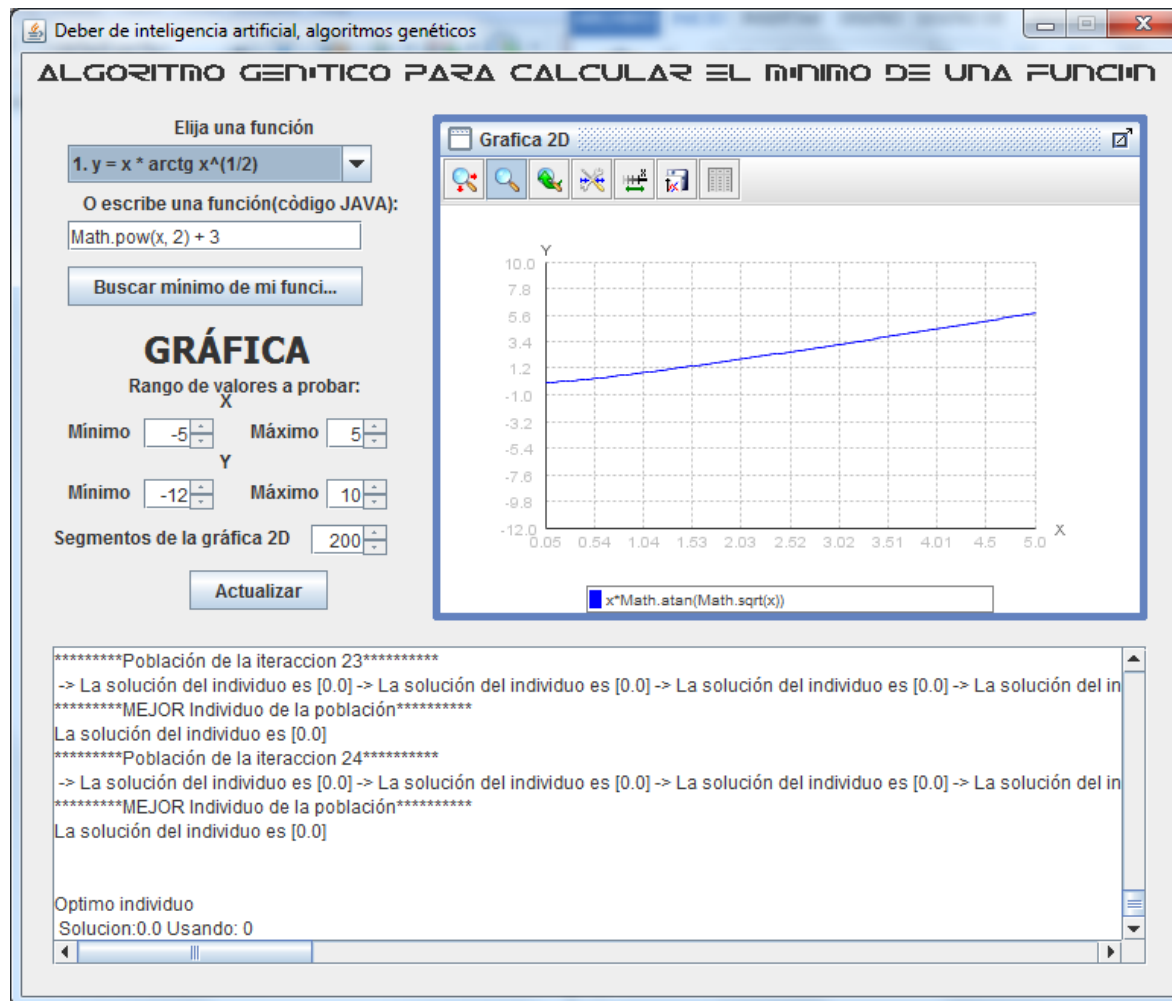 Deber de inteligencia artificial, algoritmos genéticos
ALGORITMO GENITICO PARA CALCULAR EL MINIMO DE UNA FUNCIIN
Elija una función
1. y = x * arctg x^(1/2)
O escribe una función(còdigo JAVA):
Math.pow(x, 2) + 3
Buscar mínimo de mi funci...
GRÁFICA
Rango de valores a probar:
X
Mínimo -5 Máximo 5
Y
Mínimo -12 Máximo 10
Segmentos de la gráfica 2D 200
Actualizar
Grafica 2D
Y
10.0
7.8
5.6
3.4
1.2
-1.0
-3.2
-5.4
-7.6
-9.8
-12.0
X
0.05 0.54 1.04 1.53 2.03 2.52 3.02 3.51 4.01 4.5 5.0
x*Math.atan(Math.sqrt(x))
*********Población de la iteraccion 23**********
-> La solución del individuo es [0.0] -> La solución del individuo es [0.0] -> La solución del individuo es [0.0] -> La solución del in
*********MEJOR Individuo de la población**********
La solución del individuo es [0.0]
*********Población de la iteraccion 24**********
-> La solución del individuo es [0.0] -> La solución del individuo es [0.0] -> La solución del individuo es [0.0] -> La solución del in
*********MEJOR Individuo de la población**********
La solución del individuo es [0.0]
Optimo individuo
Solucion:0.0 Usando: 0